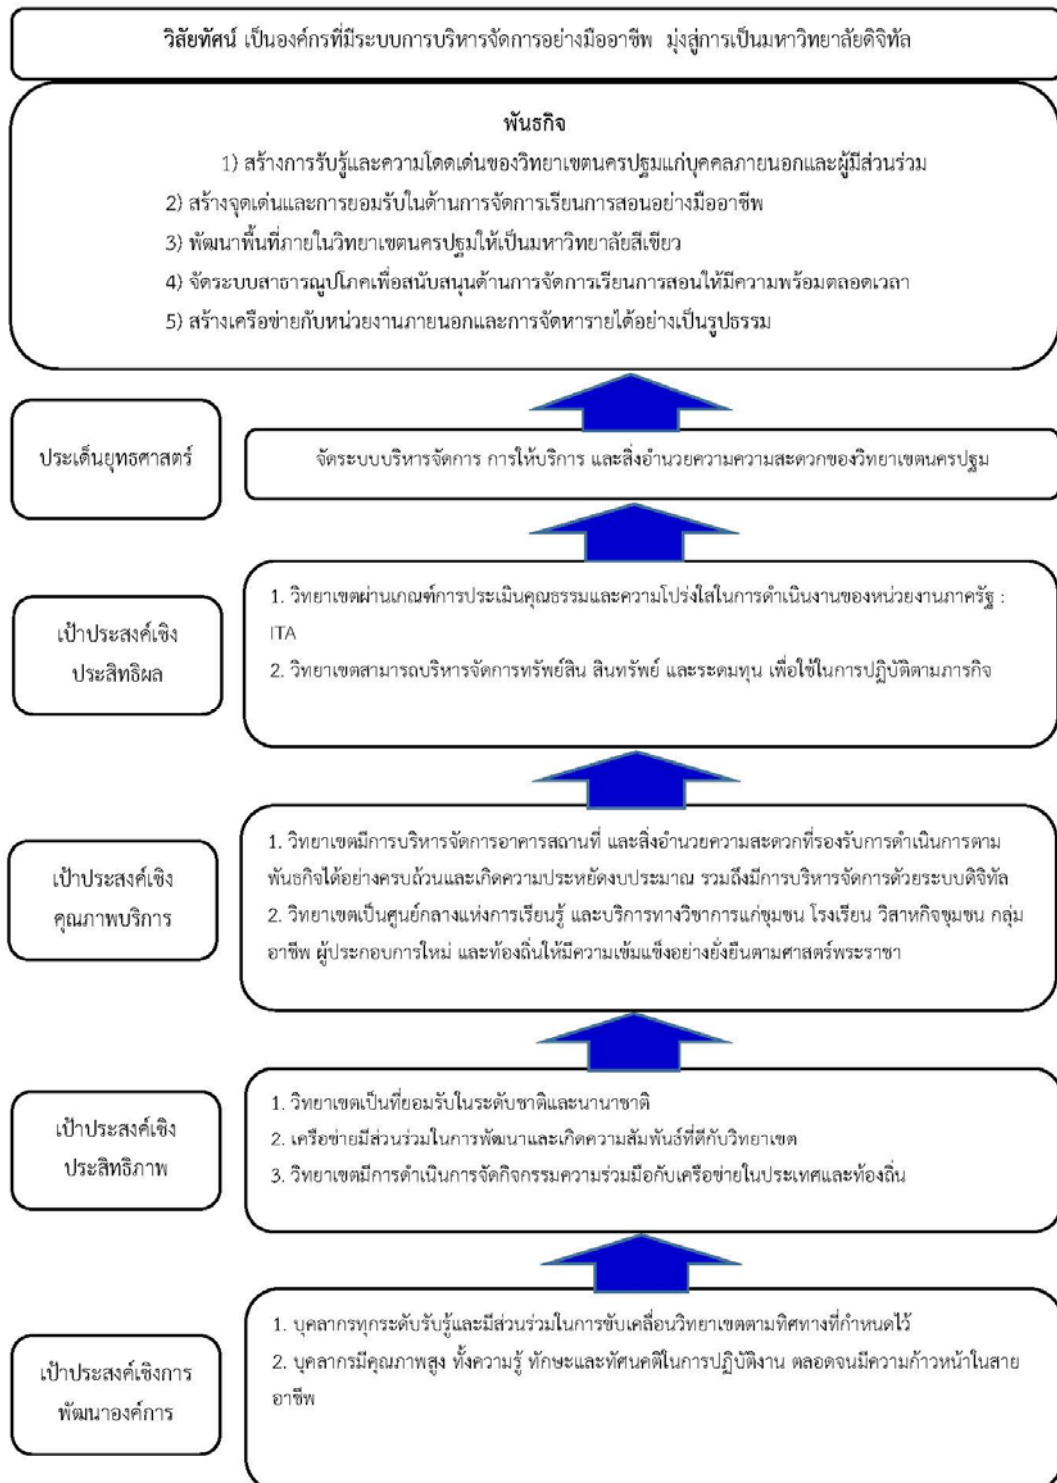 วิสัยทัศน์ เป็นองค์กรที่มีระบบการบริหารจัดการอย่างมืออาชีพ มุ่งสู่การเป็นมหาวิทยาลัยดิจิทัล
พันธกิจ
1) สร้างการรับรู้และความโดดเด่นของวิทยาเขตนครปฐมแก่บุคคลภายนอกและผู้มีส่วนร่วม
2) สร้างจุดเด่นและการยอมรับในด้านการจัดการเรียนการสอนอย่างมืออาชีพ
3) พัฒนาพื้นที่ภายในวิทยาเขตนครปฐมให้เป็นมหาวิทยาลัยสีเขียว
4) จัดระบบสาธารณูปโภคเพื่อสนับสนุนด้านการจัดการเรียนการสอนให้มีความพร้อมตลอดเวลา
5) สร้างเครือข่ายกับหน่วยงานภายนอกและการจัดหารายได้อย่างเป็นรูปธรรม
ประเด็นยุทธศาสตร์
จัดระบบบริหารจัดการ การให้บริการ และสิ่งอำนวยความความสะดวกของวิทยาเขตนครปฐม
เป้าประสงค์เชิง
ประสิทธิผล
1. วิทยาเขตผ่านเกณฑ์การประเมินคุณธรรมและความโปร่งใสในการดำเนินงานของหน่วยงานภาครัฐ :
ITA
2. วิทยาเขตสามารถบริหารจัดการทรัพย์สิน สินทรัพย์ และระดมทุน เพื่อใช้ในการปฏิบัติตามภารกิจ
เป้าประสงค์เชิง
คุณภาพบริการ
1. วิทยาเขตมีการบริหารจัดการอาคารสถานที่ และสิ่งอำนวยความสะดวกที่รองรับการดำเนินการตาม
พันธกิจได้อย่างครบถ้วนและเกิดความประหยัดงบประมาณ รวมถึงมีการบริหารจัดการด้วยระบบดิจิทัล
2. วิทยาเขตเป็นศูนย์กลางแห่งการเรียนรู้ และบริการทางวิชาการแก่ชุมชน โรงเรียน วิสาหกิจชุมชน กลุ่ม
อาชีพ ผู้ประกอบการใหม่ และท้องถิ่นให้มีความเข้มแข็งอย่างยั่งยืนตามศาสตร์พระราชา
เป้าประสงค์เชิง
ประสิทธิภาพ
1. วิทยาเขตเป็นที่ยอมรับในระดับชาติและนานาชาติ
2. เครือข่ายมีส่วนร่วมในการพัฒนาและเกิดความสัมพันธ์ที่ดีกับวิทยาเขต
3. วิทยาเขตมีการดำเนินการจัดกิจกรรมความร่วมมือกับเครือข่ายในประเทศและท้องถิ่น
เป้าประสงค์เชิงการ
พัฒนาองค์การ
1. บุคลากรทุกระดับรับรู้และมีส่วนร่วมในการขับเคลื่อนวิทยาเขตตามทิศทางที่กำหนดไว้
2. บุคลากรมีคุณภาพสูง ทั้งความรู้ ทักษะและทัศนคติในการปฏิบัติงาน ตลอดจนมีความก้าวหน้าในสาย
อาชีพ